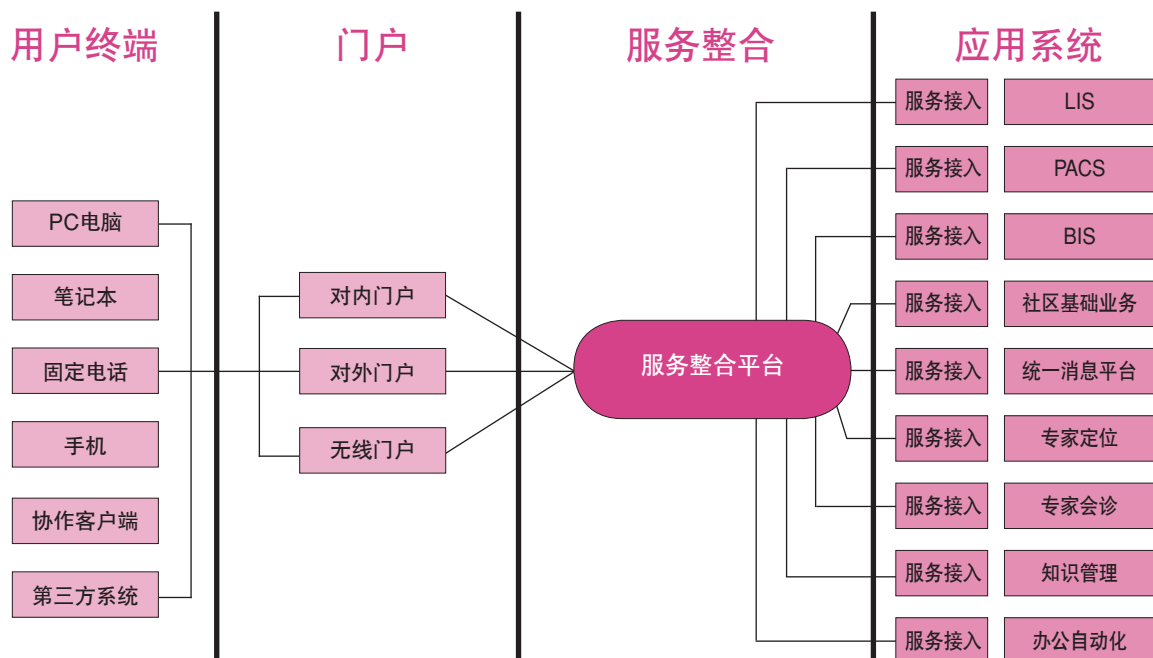 用户终端
门户
服务整合
应用系统
PC电脑
笔记本
固定电话
手机
协作客户端
第三方系统
对内门户
对外门户
无线门户
服务整合平台
服务接入 LIS
服务接入 PACS
服务接入 BIS
服务接入 社区基础业务
服务接入 统一消息平台
服务接入 专家定位
服务接入 专家会诊
服务接入 知识管理
服务接入 办公自动化